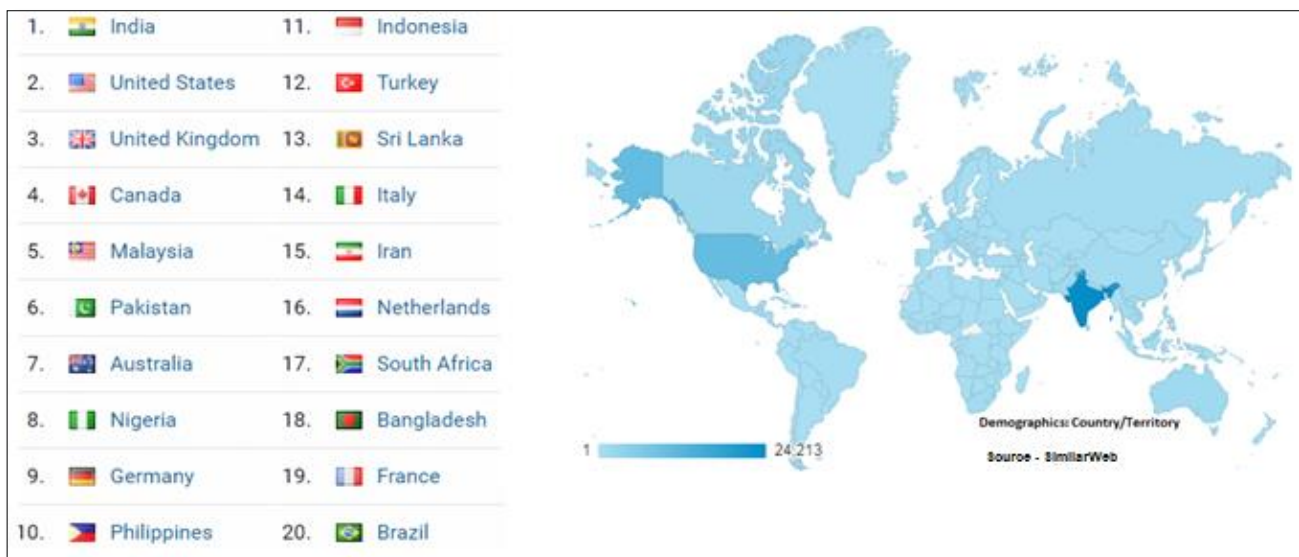 1. India
2. United States
3. United Kingdom
4. Canada
5. Malaysia
6. Pakistan
7. Australia
8. Nigeria
9. Germany
10. Philippines
11. Indonesia
12. Turkey
13. Sri Lanka
14. Italy
15. Iran
16. Netherlands
17. South Africa
18. Bangladesh
19. France
20. Brazil
Demographics: Country/Territory
1 24,213
Source - SimilarWeb